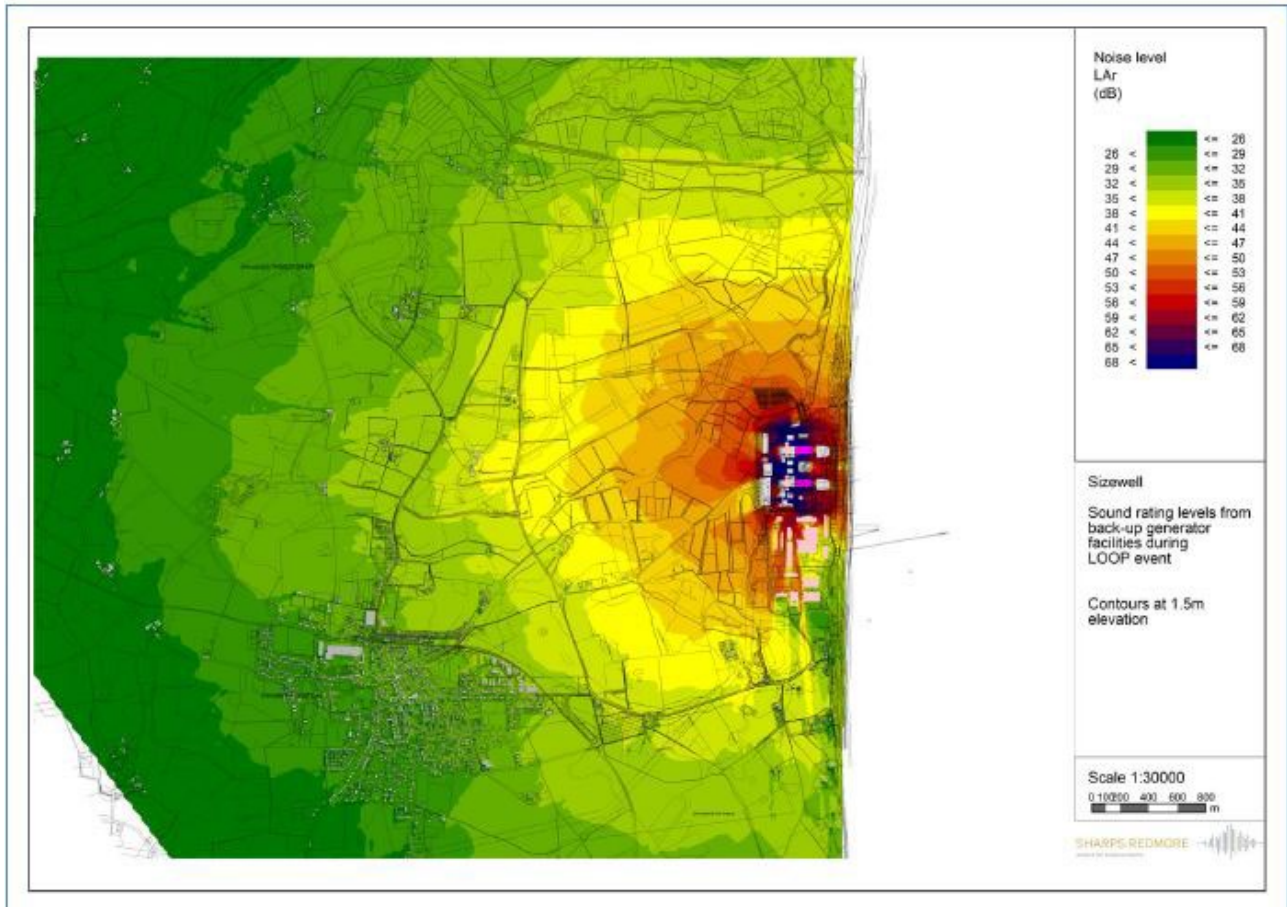 Noise level
LAr
(dB)
<= 26
26 < <= 29
29 < <= 32
32 < <= 35
35 < <= 38
38 < <= 41
41 < <= 44
44 < <= 47
47 < <= 50
50 < <= 53
53 < <= 56
56 < <= 59
59 < <= 62
62 < <= 65
65 < <= 68
68 <
Sizewell
Sound rating levels from
back-up generator
facilities during
LOOP event
Contours at 1.5m
elevation
Scale 1:30000
0 100 200 400 600 800
m
SHARPS REDMORE